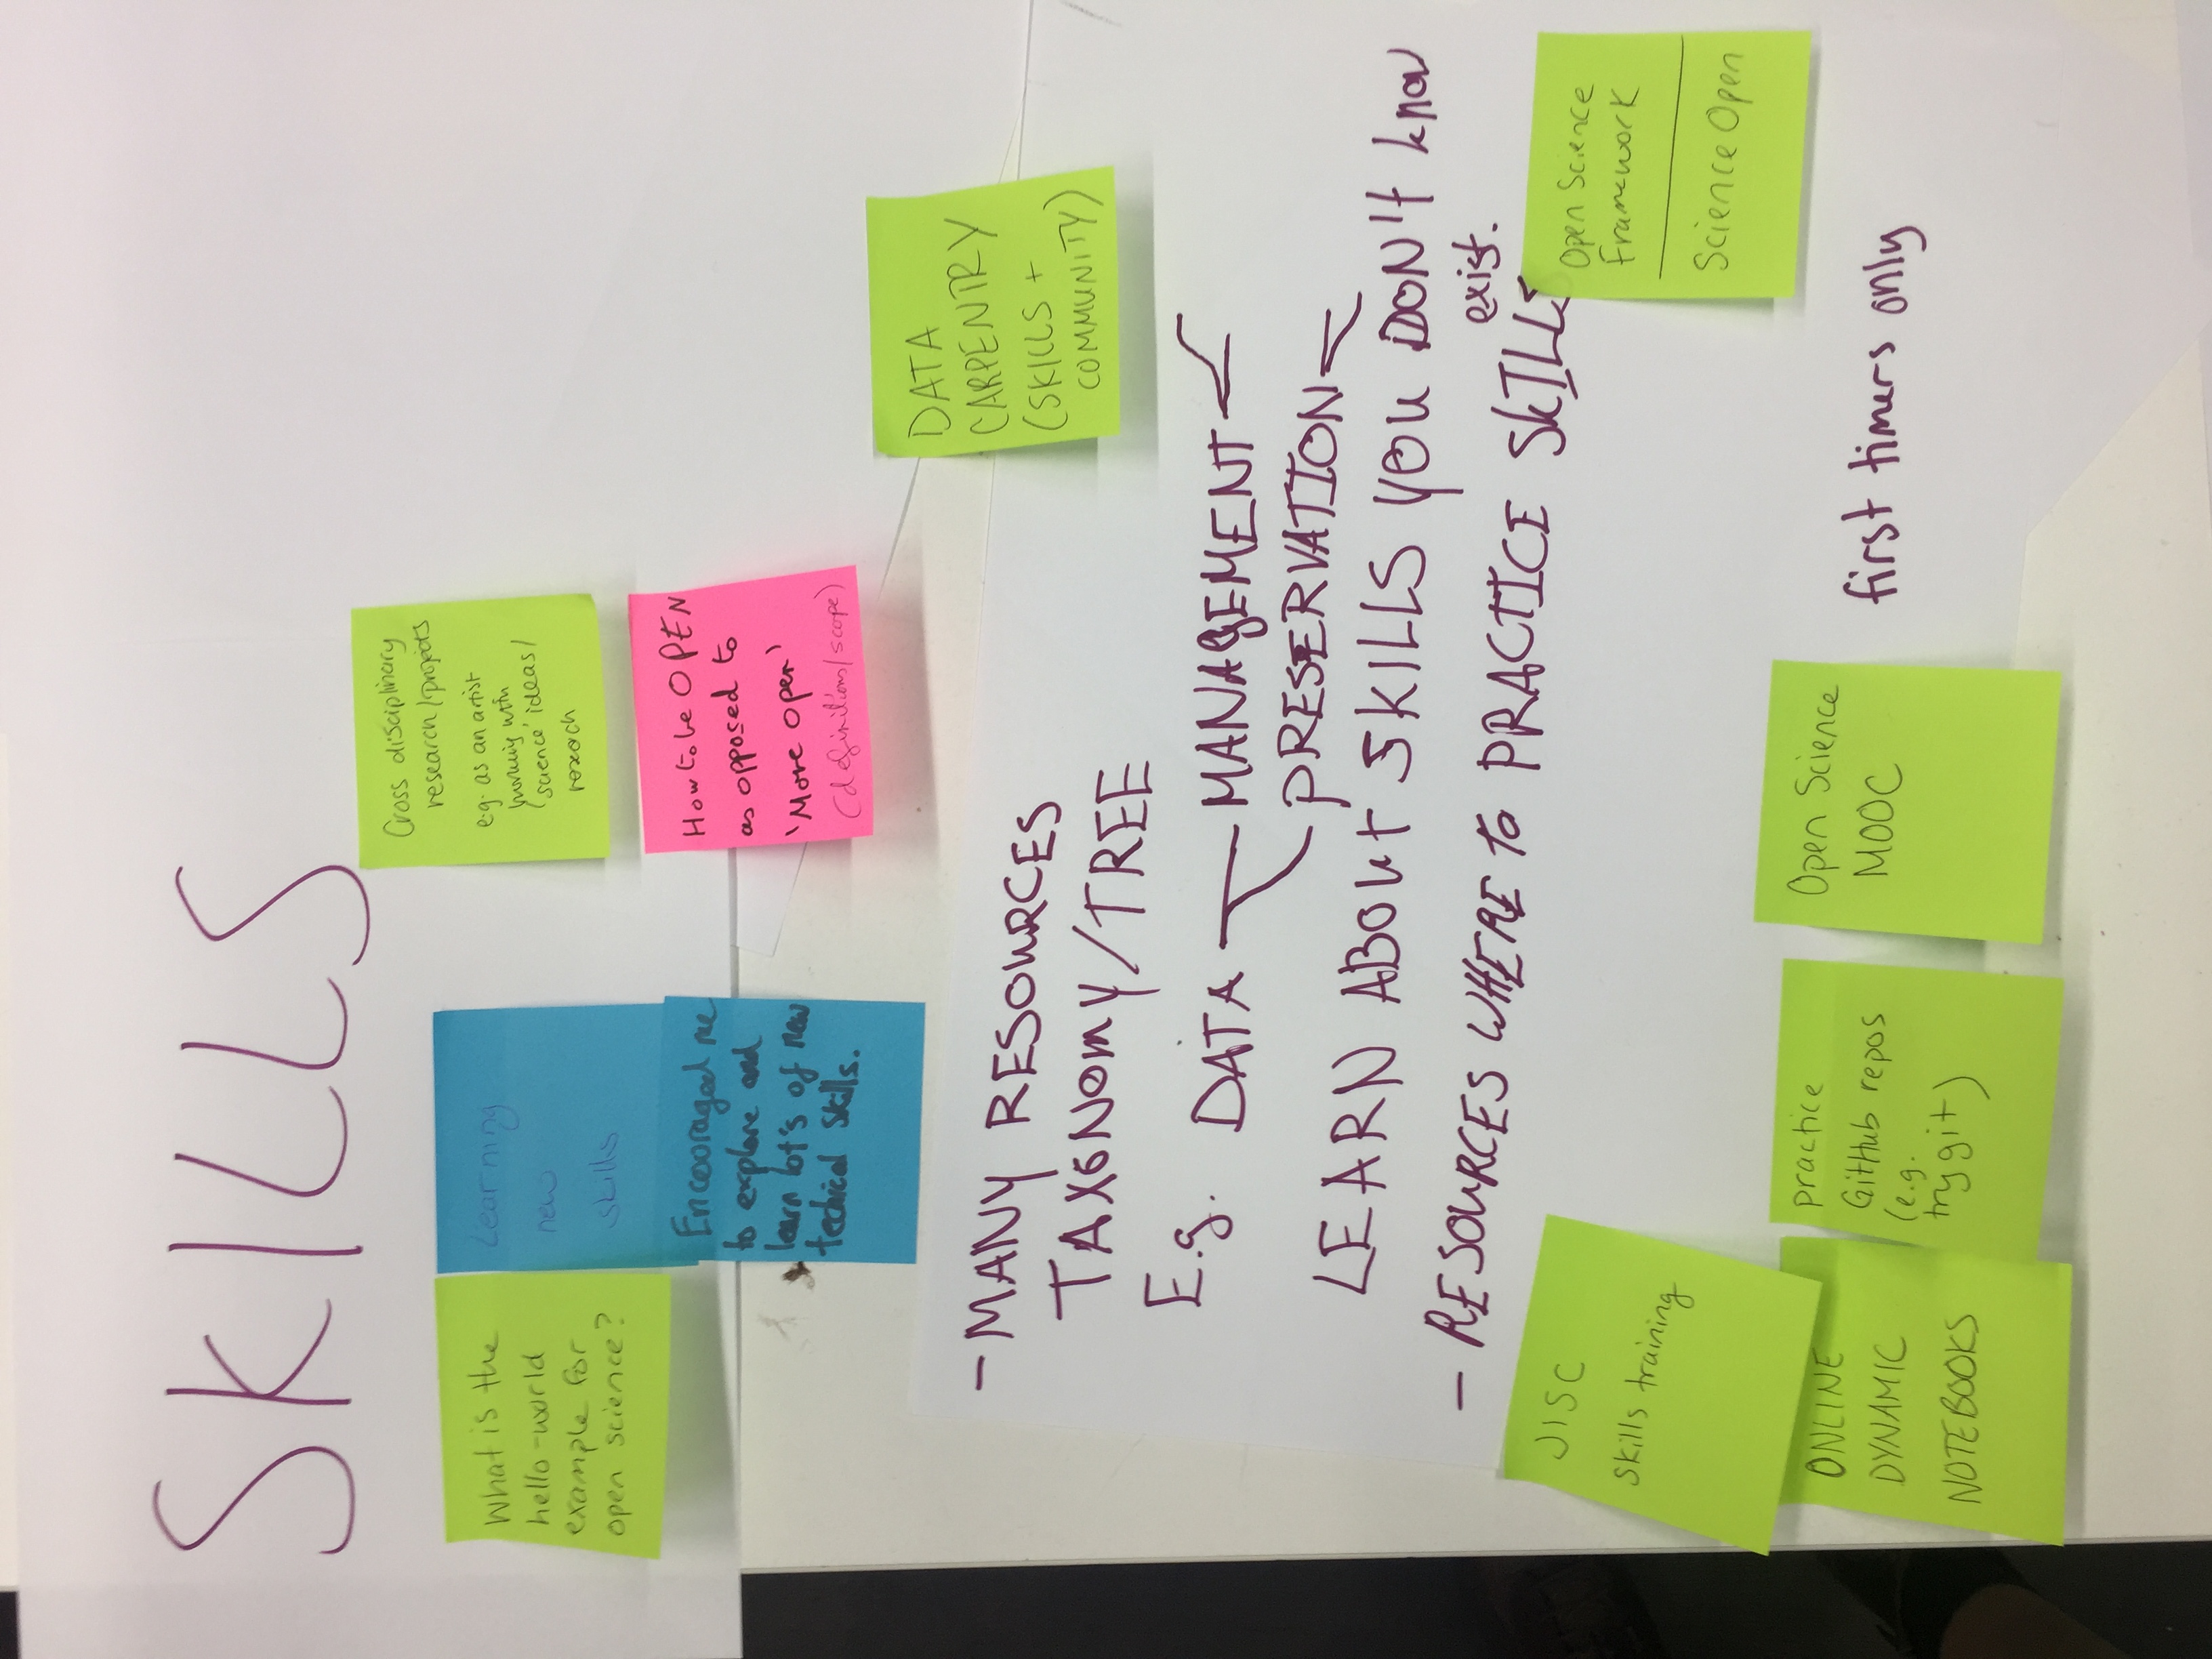 SKILLS
What is the
hello-world
example for
open science?
Learning
new
skills
Encouraged me
to explore and
learn lot's of new
techical skills.
Cross disciplinary
research/projects
e.g. as an artist
working with
'science' ideas/
research
How to be OPEN
as opposed to
'More open'
(definitions/scope)
DATA
CARPENTRY
(SKILLS +
COMMUNITY)
- MANY RESOURCES
TAXONOMY/TREE
E.g. DATA MANAGEMENT
PRESERVATION
LEARN ABOUT SKILLS YOU DON'T know
exist.
- RESOURCES WHERE to PRACTICE SKILLS
JISC
skills training
Open Science
Framework
Science Open
ONLINE
DYNAMIC
NOTEBOOKS
practice
GitHub repos
(e.g.
try git)
Open Science
MOOC
first timers only